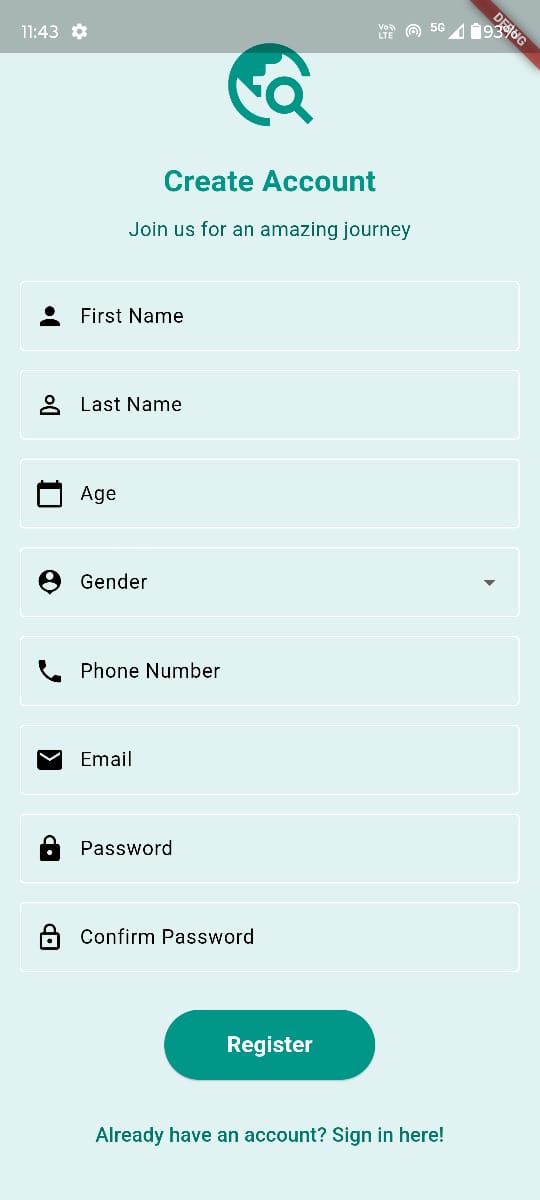 11:43
Vo))
LTE
5G
93%
DEBUG
Create Account
Join us for an amazing journey
First Name
Last Name
Age
Gender
Phone Number
Email
Password
Confirm Password
Register
Already have an account? Sign in here!